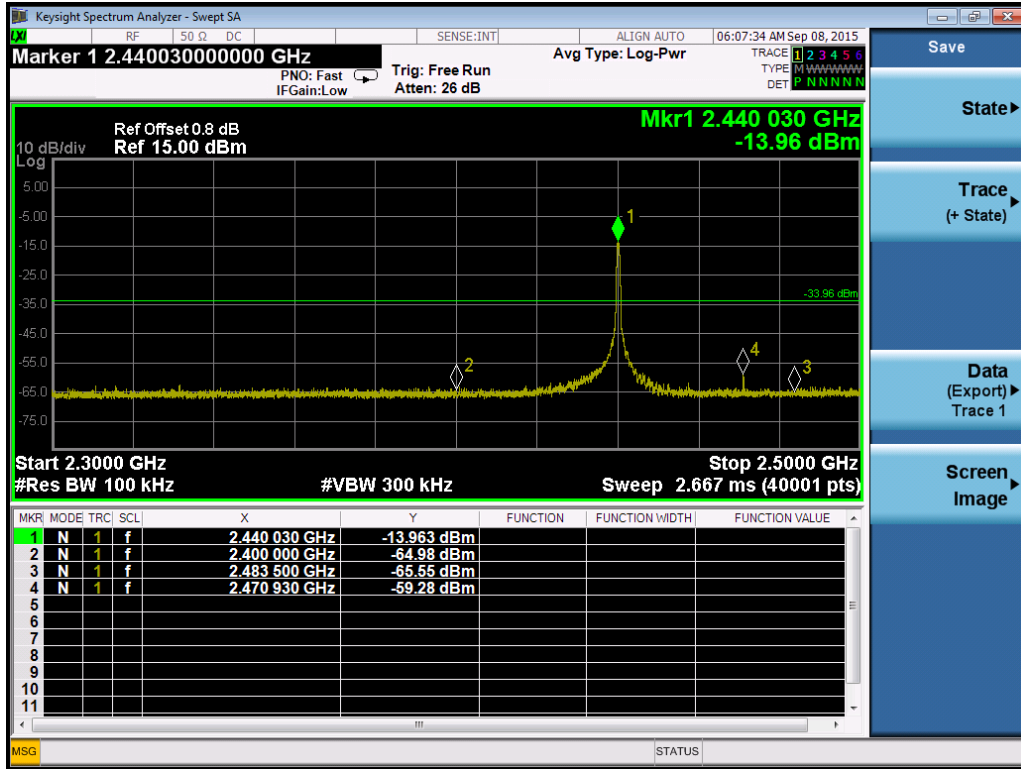 Keysight Spectrum Analyzer - Swept SA
LXI RF 50 Ω DC SENSE:INT ALIGN AUTO 06:07:34 AM Sep 08, 2015
Marker 1 2.440030000000 GHz
PNO: Fast
IFGain:Low
Trig: Free Run
Atten: 26 dB
Avg Type: Log-Pwr
TRACE 1 2 3 4 5 6
TYPE M W W W W W
DET P N N N N N
Ref Offset 0.8 dB
10 dB/div Ref 15.00 dBm
Log
Mkr1 2.440 030 GHz
-13.96 dBm
5.00
-5.00
-15.0
-25.0
-35.0
-45.0
-55.0
-65.0
-75.0
1
-33.96 dBm
2
4
3
Start 2.3000 GHz Stop 2.5000 GHz
#Res BW 100 kHz #VBW 300 kHz Sweep 2.667 ms (40001 pts)
MKR MODE TRC SCL X Y FUNCTION FUNCTION WIDTH FUNCTION VALUE
1 N 1 f 2.440 030 GHz -13.963 dBm
2 N 1 f 2.400 000 GHz -64.98 dBm
3 N 1 f 2.483 500 GHz -65.55 dBm
4 N 1 f 2.470 930 GHz -59.28 dBm
5
6
7
8
9
10
11
MSG STATUS
Save
State
Trace
(+ State)
Data
(Export)
Trace 1
Screen
Image